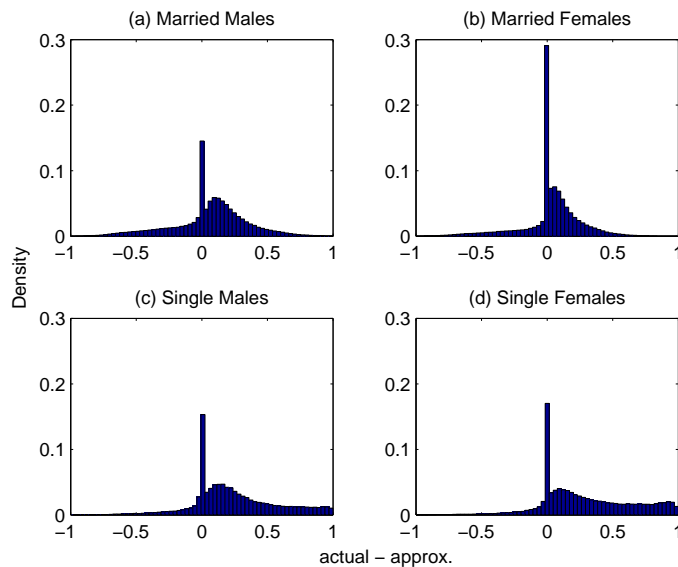 (a) Married Males
(b) Married Females
0.3
0.2
0.1
0
−1 −0.5 0 0.5 1
0.3
0.2
0.1
0
−1 −0.5 0 0.5 1
Density
(c) Single Males
(d) Single Females
0.3
0.2
0.1
0
−1 −0.5 0 0.5 1
0.3
0.2
0.1
0
−1 −0.5 0 0.5 1
actual − approx.